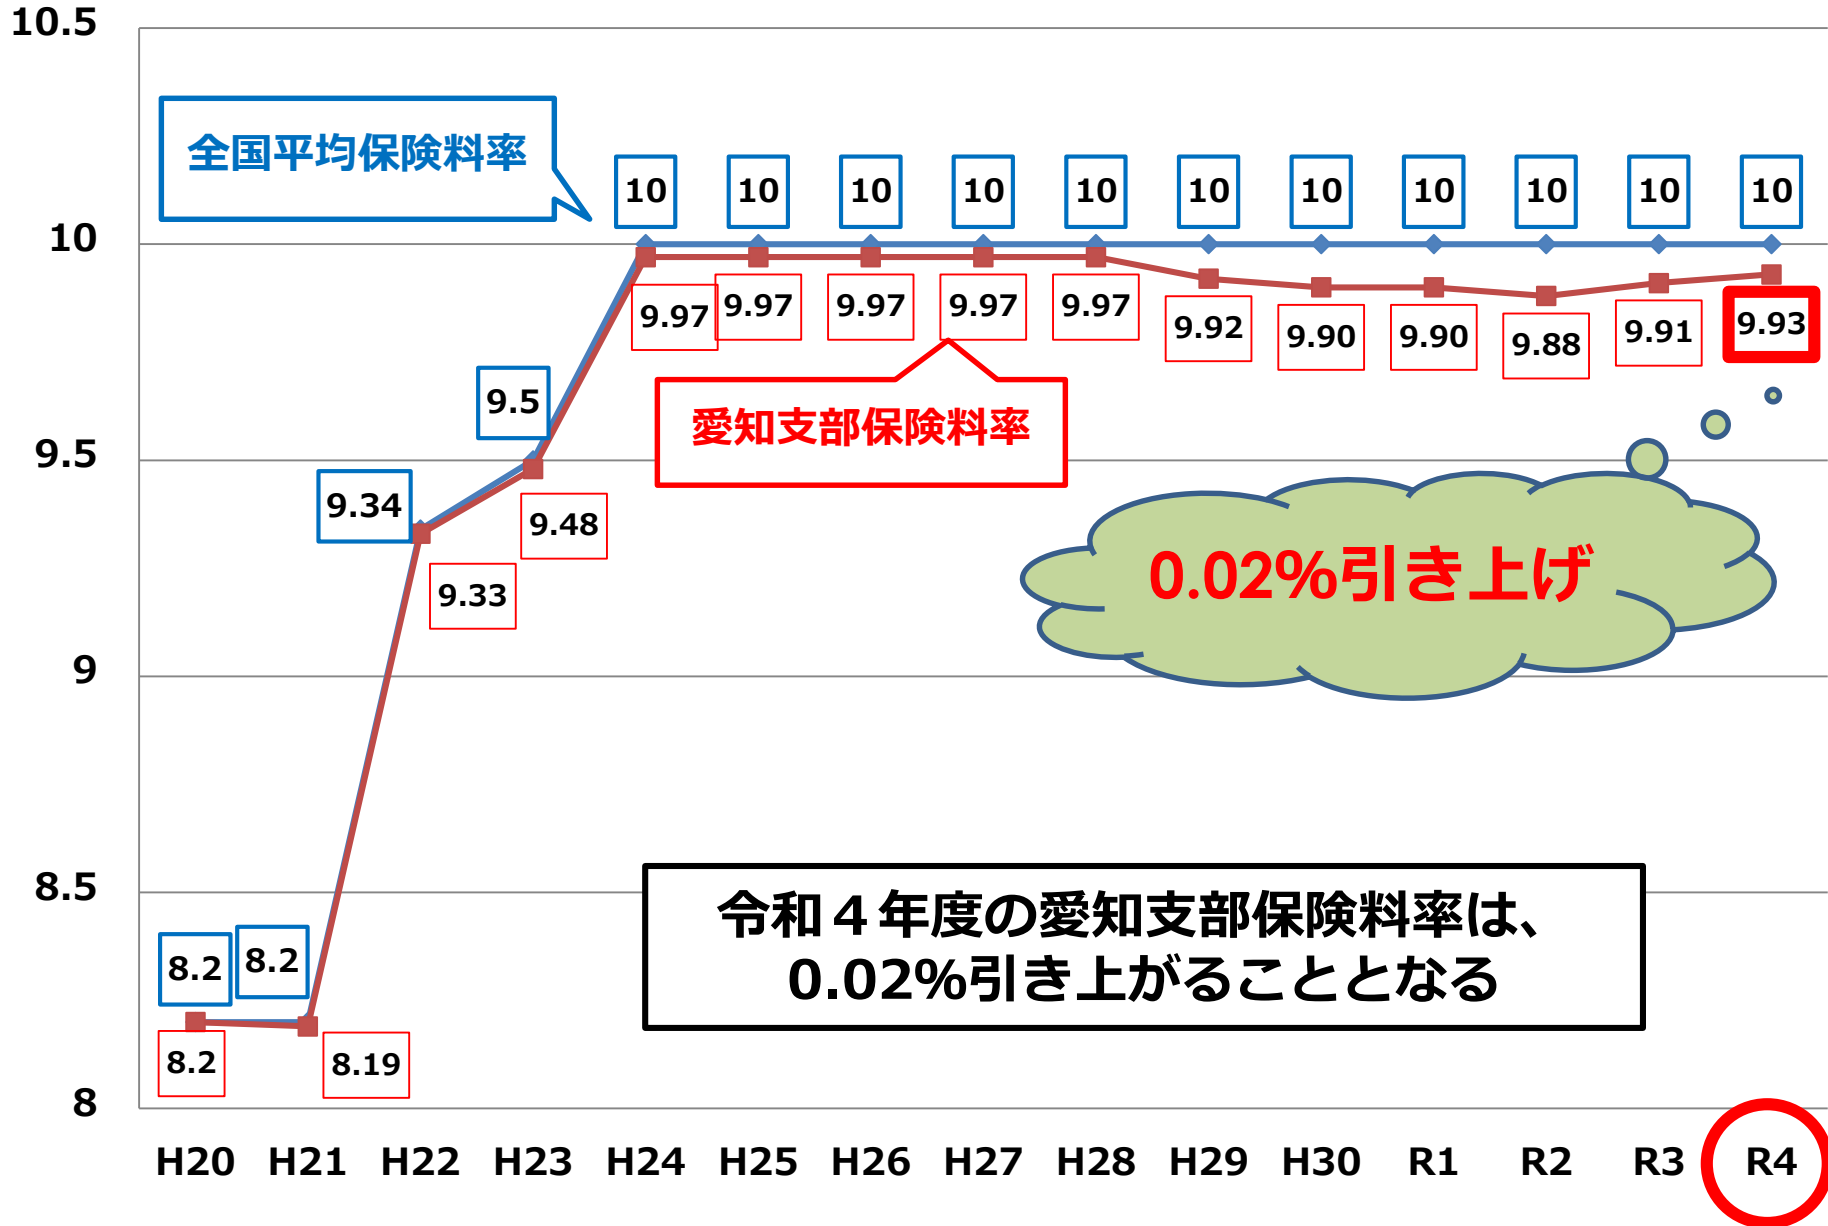 10.5
全国平均保険料率
10 10 10 10 10 10 10 10 10 10 10
10
9.97 9.97 9.97 9.97 9.97 9.92 9.90 9.90 9.88 9.91 9.93
9.5
愛知支部保険料率
9.5
9.34
9.48
0.02%引き上げ
9.33
9
8.5
令和４年度の愛知支部保険料率は、
0.02%引き上がることとなる
8.2 8.2
8.2 8.19
8
H20 H21 H22 H23 H24 H25 H26 H27 H28 H29 H30 R1 R2 R3 R4